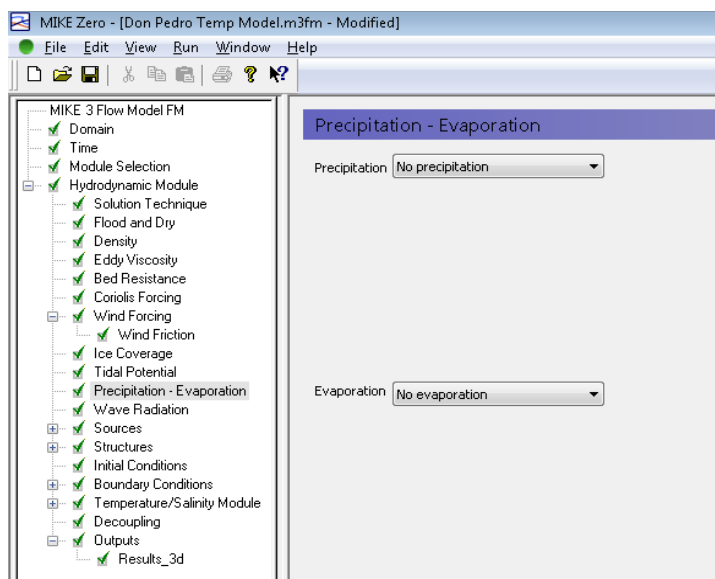 MIKE Zero - [Don Pedro Temp Model.m3fm - Modified]
File Edit View Run Window Help
MIKE 3 Flow Model FM
Domain
Time
Module Selection
Hydrodynamic Module
Solution Technique
Flood and Dry
Density
Eddy Viscosity
Bed Resistance
Coriolis Forcing
Wind Forcing
Wind Friction
Ice Coverage
Tidal Potential
Precipitation - Evaporation
Wave Radiation
Sources
Structures
Initial Conditions
Boundary Conditions
Temperature/Salinity Module
Decoupling
Outputs
Results_3d
Precipitation - Evaporation
Precipitation No precipitation
Evaporation No evaporation